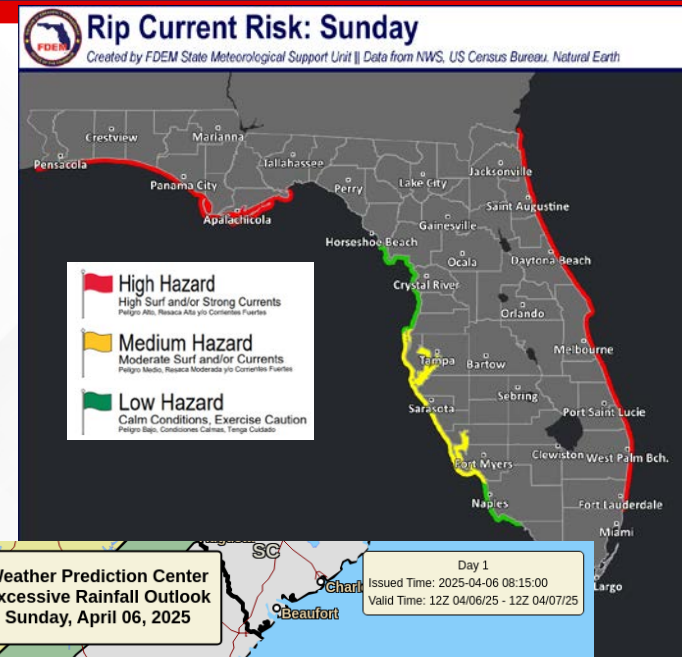 Rip Current Risk: Sunday
Created by FDEM State Meteorological Support Unit || Data from NWS, US Census Bureau, Natural Earth
FDEM
Crestview
Marianna
Pensacola
Tallahassee
Jacksonville
Panama City
Perry
Lake City
Saint Augustine
Apalachicola
Gainesville
Horseshoe Beach
Ocala
Daytona Beach
Crystal River
Orlando
High Hazard
High Surf and/or Strong Currents
Peligro Alto, Resaca Alta y/o Corrientes Fuertes
Medium Hazard
Moderate Surf and/or Currents
Peligro Medio, Resaca Moderada y/o Corrientes Fuertes
Low Hazard
Calm Conditions, Exercise Caution
Peligro Bajo, Condiciones Calmas, Tenga Cuidado
Melbourne
Tampa
Bartow
Sebring
Sarasota
Port Saint Lucie
Clewiston
West Palm Bch.
Fort Myers
Naples
Fort Lauderdale
Miami
Largo
SC
Weather Prediction Center
Excessive Rainfall Outlook
Sunday, April 06, 2025
Charl
Beaufort
Day 1
Issued Time: 2025-04-06 08:15:00
Valid Time: 12Z 04/06/25 - 12Z 04/07/25